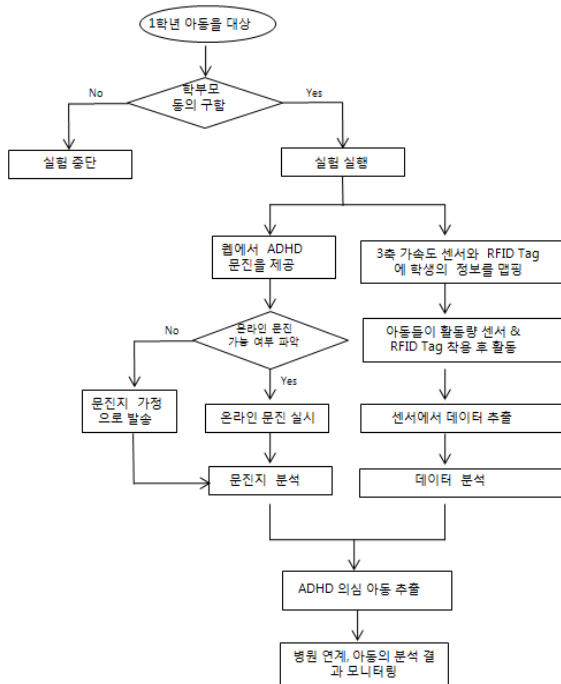 1학년 아동을 대상
학부모
동의 구함
No
Yes
실험 중단
실험 실행
웹에서 ADHD
문진을 제공
3축 가속도 센서와 RFID Tag
에 학생의 정보를 맵핑
온라인 문진
가능 여부 파악
No
Yes
아동들이 활동량 센서 &
RFID Tag 착용 후 활동
문진지 가정
으로 발송
온라인 문진 실시
센서에서 데이터 추출
문진지 분석
데이터 분석
ADHD 의심 아동 추출
병원 연계, 아동의 분석 결
과 모니터링